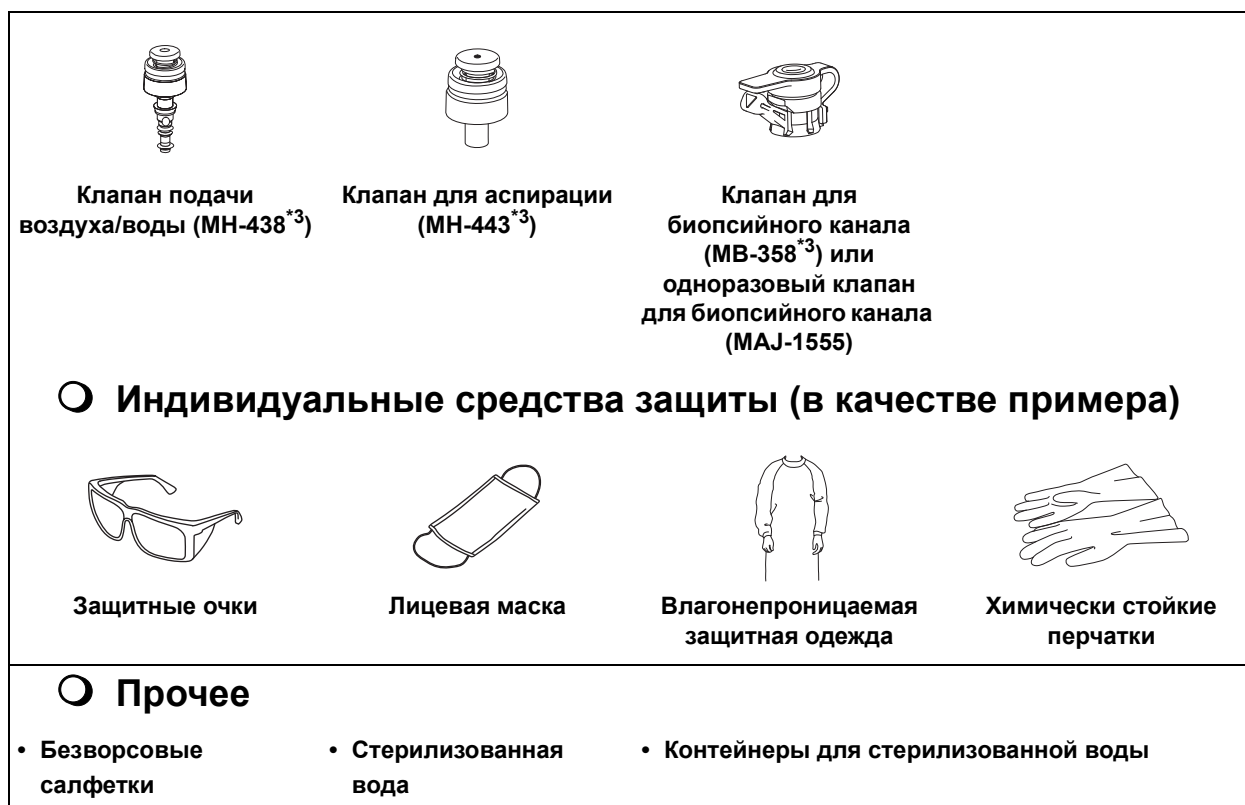 Клапан подачи
воздуха/воды (MH-438*3)
Клапан для аспирации
(MH-443*3)
Клапан для
биопсийного канала
(MB-358*3) или
одноразовый клапан
для биопсийного канала
(MAJ-1555)
Индивидуальные средства защиты (в качестве примера)
Защитные очки
Лицевая маска
Влагонепроницаемая
защитная одежда
Химически стойкие
перчатки
Прочее
• Безворсовые
салфетки
• Стерилизованная
вода
• Контейнеры для стерилизованной воды